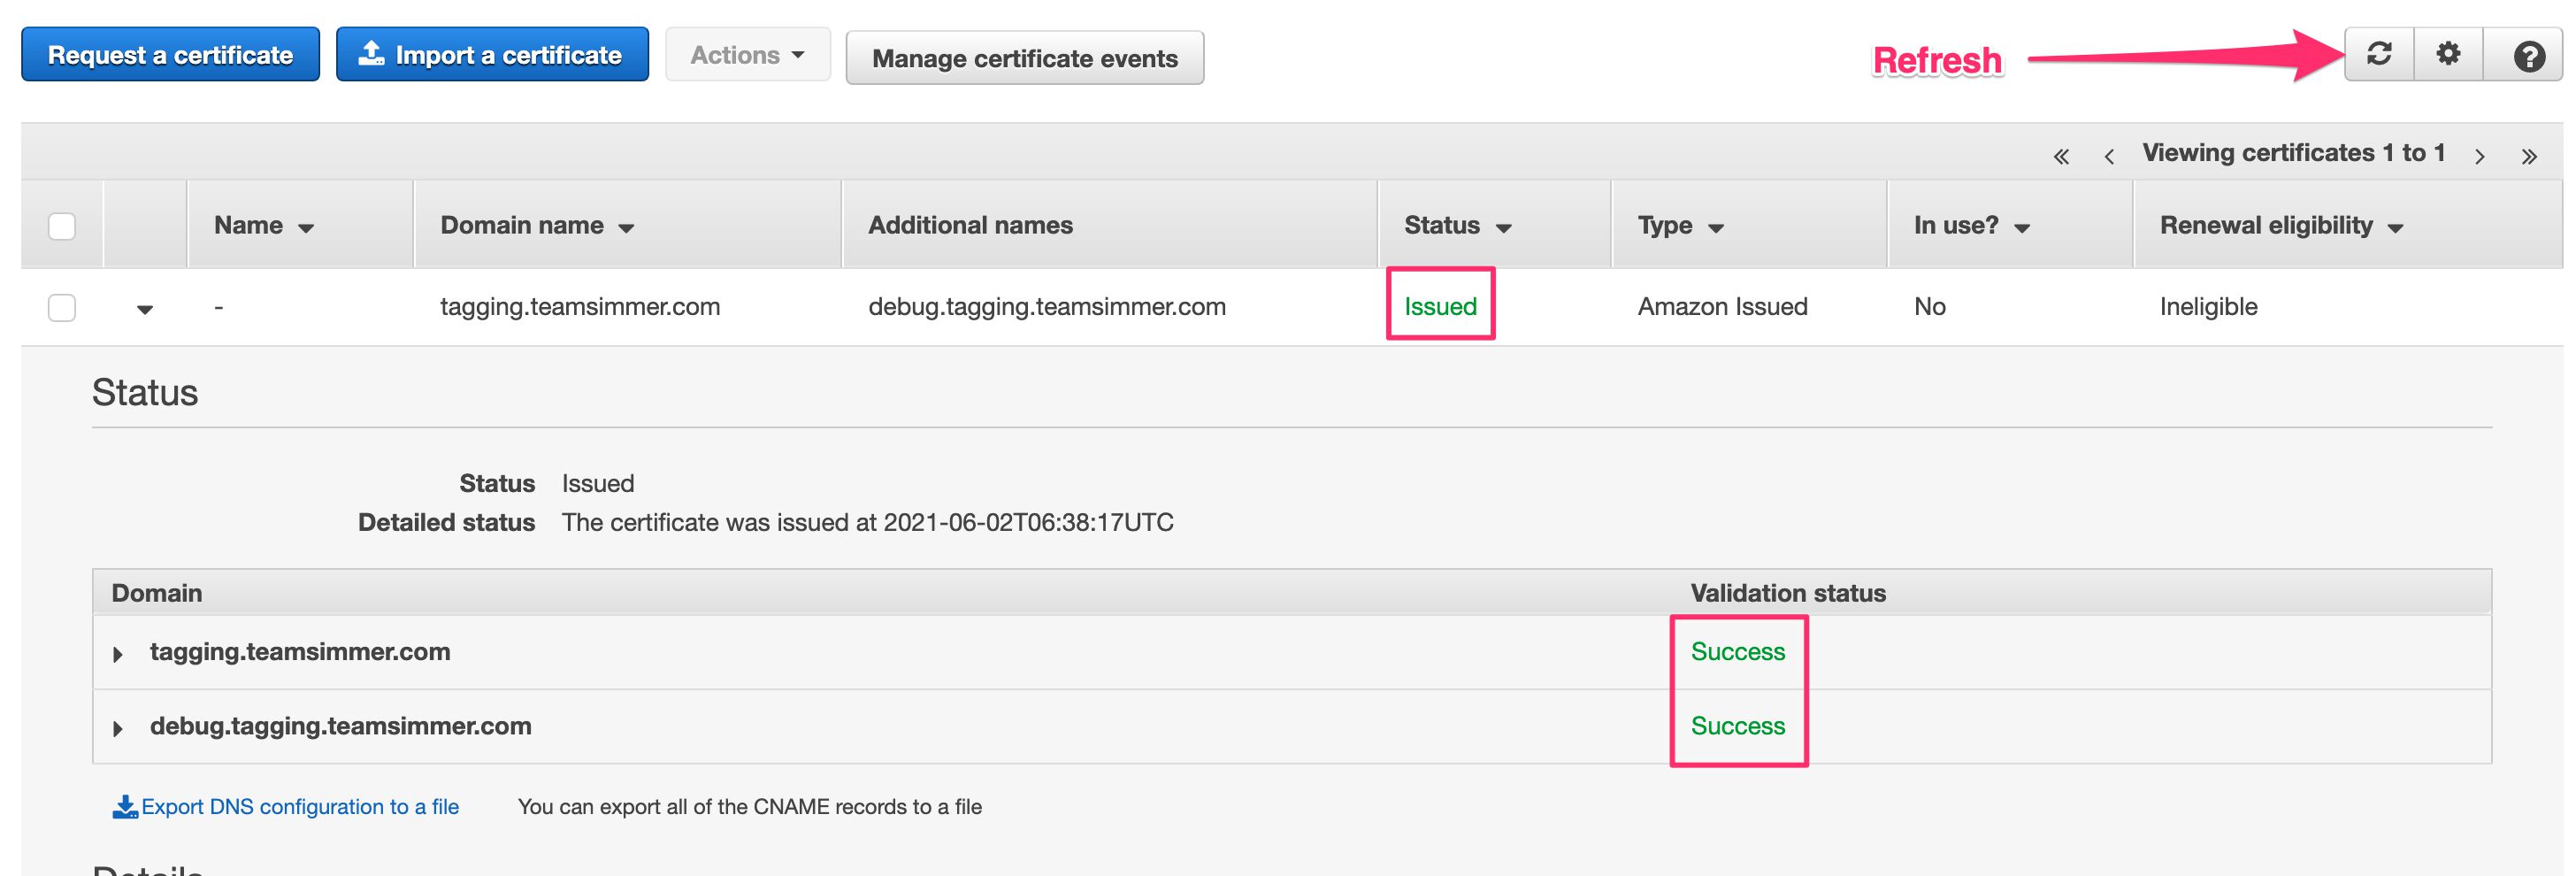 Request a certificate Import a certificate Actions Manage certificate events Refresh
Viewing certificates 1 to 1
Name Domain name Additional names Status Type In use? Renewal eligibility
- tagging.teamsimmer.com debug.tagging.teamsimmer.com Issued Amazon Issued No Ineligible
Status
Status Issued
Detailed status The certificate was issued at 2021-06-02T06:38:17UTC
Domain Validation status
tagging.teamsimmer.com Success
debug.tagging.teamsimmer.com Success
Export DNS configuration to a file You can export all of the CNAME records to a file
Details